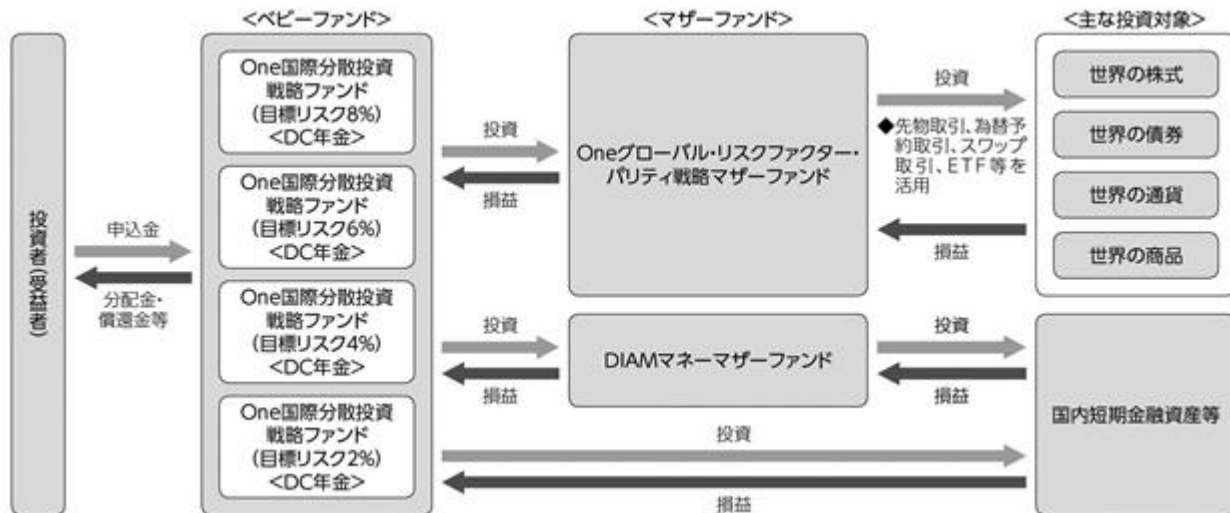 <ベビーファンド>
<マザーファンド>
<主な投資対象>
投資者(受益者)
申込金
分配金・
償還金等
One国際分散投資
戦略ファンド
(目標リスク8%)
<DC年金>
One国際分散投資
戦略ファンド
(目標リスク6%)
<DC年金>
One国際分散投資
戦略ファンド
(目標リスク4%)
<DC年金>
One国際分散投資
戦略ファンド
(目標リスク2%)
<DC年金>
投資
損益
Oneグローバル・リスクファクター・
パリティ戦略マザーファンド
投資
◆先物取引、為替予
約取引、スワップ
取引、ETF等を
活用
損益
世界の株式
世界の債券
世界の通貨
世界の商品
投資
損益
DIAMマネーマザーファンド
投資
損益
国内短期金融資産等
投資
損益